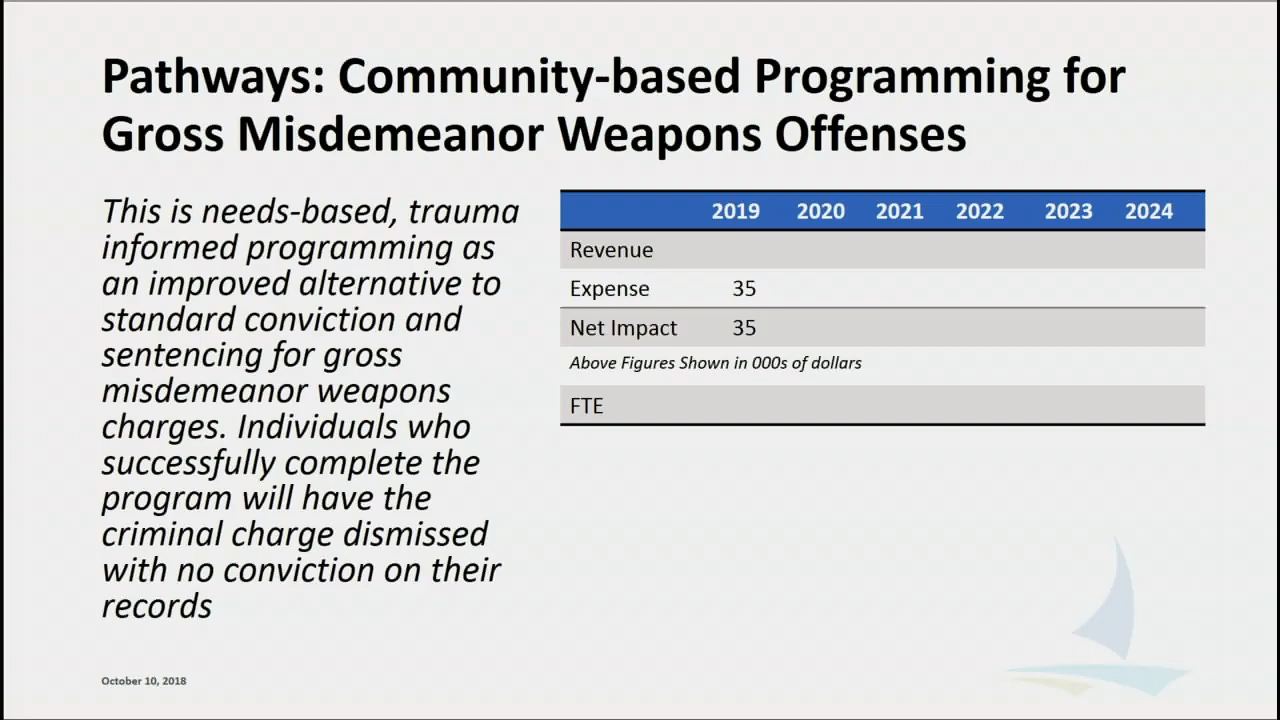 Pathways: Community-based Programming for
Gross Misdemeanor Weapons Offenses
This is needs-based, trauma
informed programming as
an improved alternative to
standard conviction and
sentencing for gross
misdemeanor weapons
charges. Individuals who
successfully complete the
program will have the
criminal charge dismissed
with no conviction on their
records
2019 2020 2021 2022 2023 2024
Revenue
Expense 35
Net Impact 35
Above Figures Shown in 000s of dollars
FTE
October 10, 2018